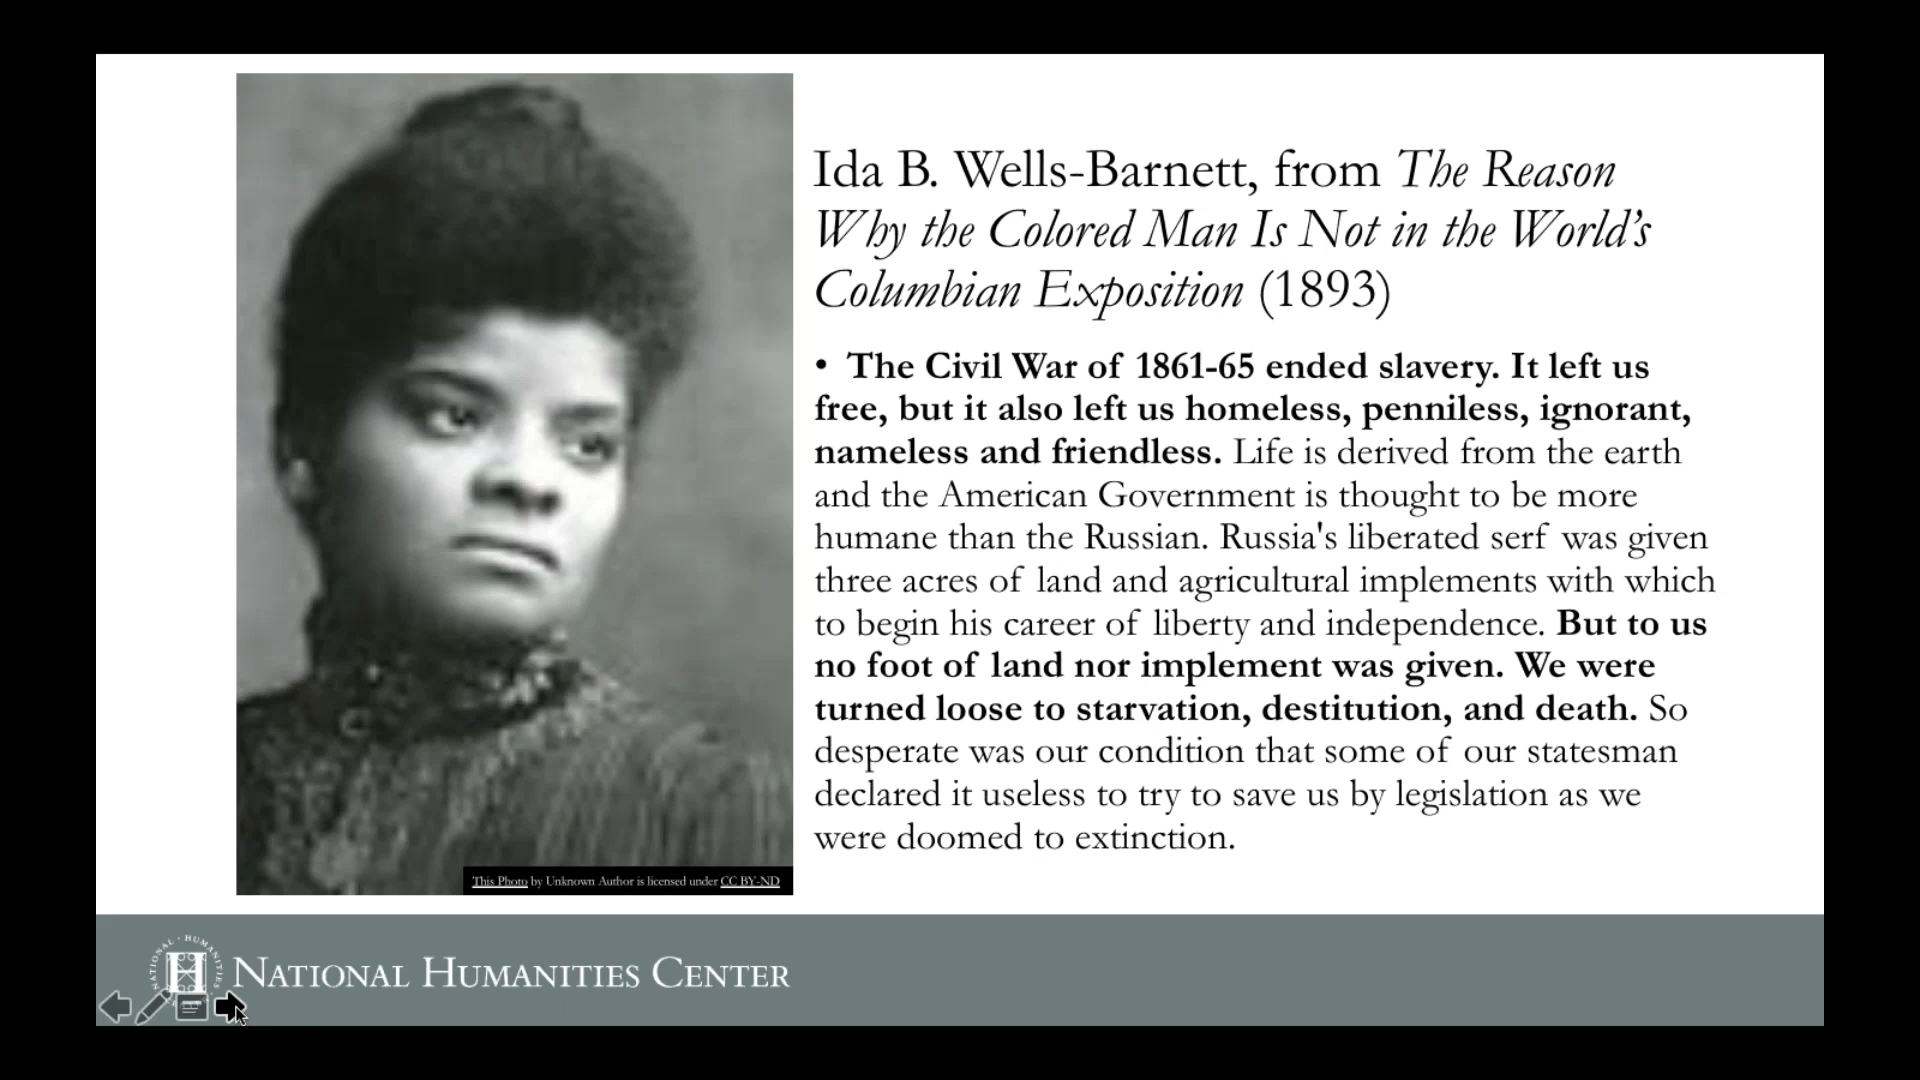 Ida B. Wells-Barnett, from The Reason
Why the Colored Man Is Not in the World’s
Columbian Exposition (1893)
• The Civil War of 1861-65 ended slavery. It left us
free, but it also left us homeless, penniless, ignorant,
nameless and friendless. Life is derived from the earth
and the American Government is thought to be more
humane than the Russian. Russia's liberated serf was given
three acres of land and agricultural implements with which
to begin his career of liberty and independence. But to us
no foot of land nor implement was given. We were
turned loose to starvation, destitution, and death. So
desperate was our condition that some of our statesman
declared it useless to try to save us by legislation as we
were doomed to extinction.
This Photo by Unknown Author is licensed under CC BY-ND
NATIONAL · HUMANITIES
H
NATIONAL HUMANITIES CENTER